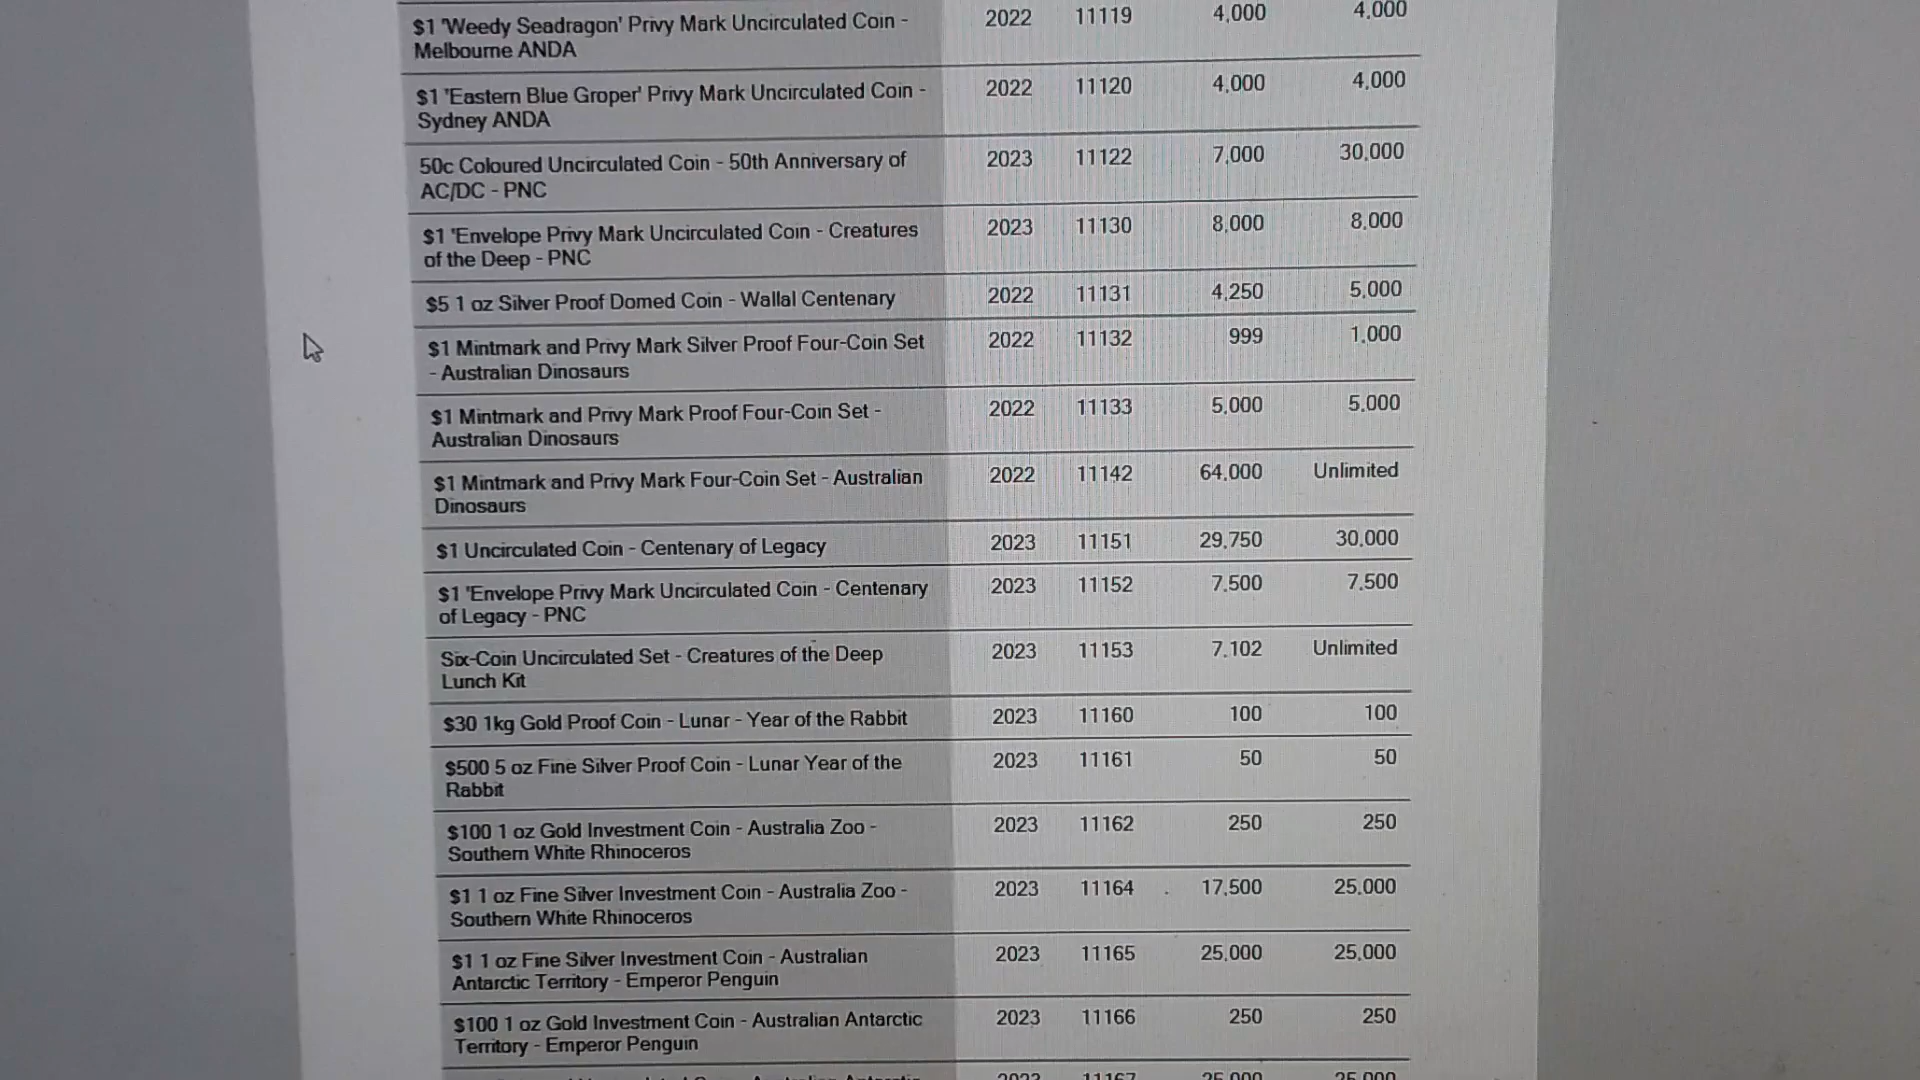 $1 'Weedy Seadragon' Privy Mark Uncirculated Coin - 2022 11119 4,000 4,000
Melbourne ANDA
$1 'Eastern Blue Groper' Privy Mark Uncirculated Coin - 2022 11120 4,000 4,000
Sydney ANDA
50c Coloured Uncirculated Coin - 50th Anniversary of 2023 11122 7,000 30,000
AC/DC - PNC
$1 'Envelope Privy Mark Uncirculated Coin - Creatures 2023 11130 8,000 8,000
of the Deep - PNC
$5 1 oz Silver Proof Domed Coin - Wallal Centenary 2022 11131 4,250 5,000
$1 Mintmark and Privy Mark Silver Proof Four-Coin Set 2022 11132 999 1,000
- Australian Dinosaurs
$1 Mintmark and Privy Mark Proof Four-Coin Set - 2022 11133 5,000 5,000
Australian Dinosaurs
$1 Mintmark and Privy Mark Four-Coin Set - Australian 2022 11142 64,000 Unlimited
Dinosaurs
$1 Uncirculated Coin - Centenary of Legacy 2023 11151 29,750 30,000
$1 'Envelope Privy Mark Uncirculated Coin - Centenary 2023 11152 7,500 7,500
of Legacy - PNC
Six-Coin Uncirculated Set - Creatures of the Deep 2023 11153 7,102 Unlimited
Lunch Kit
$30 1kg Gold Proof Coin - Lunar - Year of the Rabbit 2023 11160 100 100
$500 5 oz Fine Silver Proof Coin - Lunar Year of the 2023 11161 50 50
Rabbit
$100 1 oz Gold Investment Coin - Australia Zoo - 2023 11162 250 250
Southern White Rhinoceros
$1 1 oz Fine Silver Investment Coin - Australia Zoo - 2023 11164 17,500 25,000
Southern White Rhinoceros
$1 1 oz Fine Silver Investment Coin - Australian 2023 11165 25,000 25,000
Antarctic Territory - Emperor Penguin
$100 1 oz Gold Investment Coin - Australian Antarctic 2023 11166 250 250
Territory - Emperor Penguin
11167 25,000 25,000